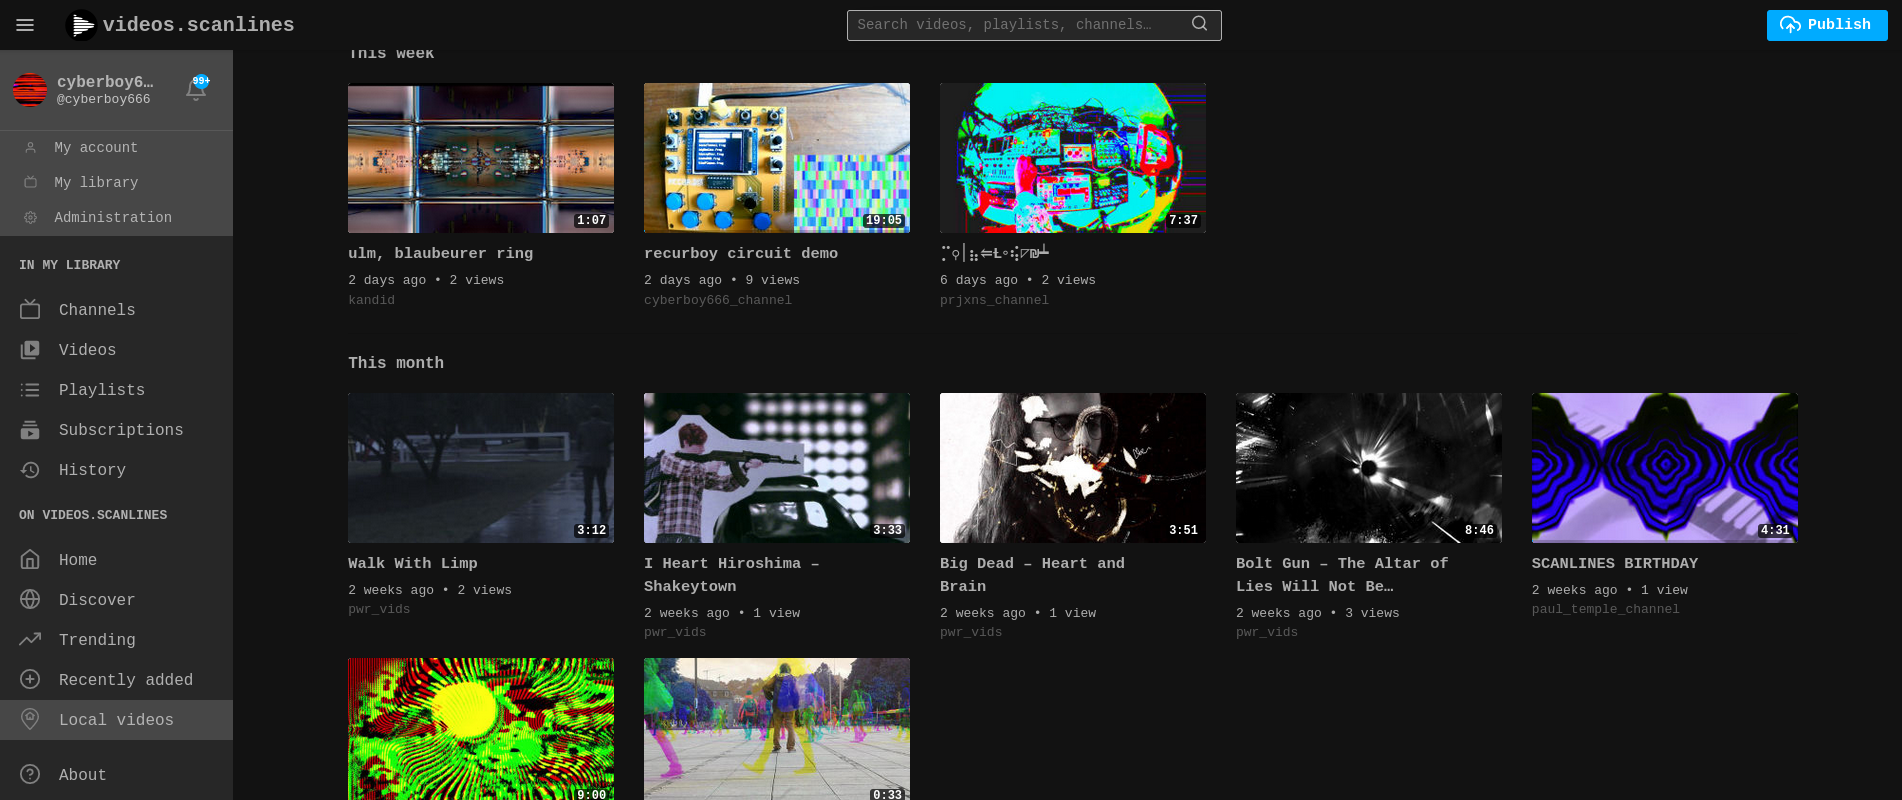 videos.scanlines
Search videos, playlists, channels…
Publish
cyberboy6…
@cyberboy666
99+
My account
My library
Administration
IN MY LIBRARY
Channels
Videos
Playlists
Subscriptions
History
ON VIDEOS.SCANLINES
Home
Discover
Trending
Recently added
Local videos
About
This week
1:07
19:05
7:37
ulm, blaubeurer ring
2 days ago • 2 views
kandid
recurboy circuit demo
2 days ago • 9 views
cyberboy666_channel
6 days ago • 2 views
prjxns_channel
This month
3:12
3:33
3:51
8:46
4:31
Walk With Limp
2 weeks ago • 2 views
pwr_vids
I Heart Hiroshima –
Shakeytown
2 weeks ago • 1 view
pwr_vids
Big Dead – Heart and
Brain
2 weeks ago • 1 view
pwr_vids
Bolt Gun – The Altar of
Lies Will Not Be…
2 weeks ago • 3 views
pwr_vids
SCANLINES BIRTHDAY
2 weeks ago • 1 view
paul_temple_channel
9:00
0:33